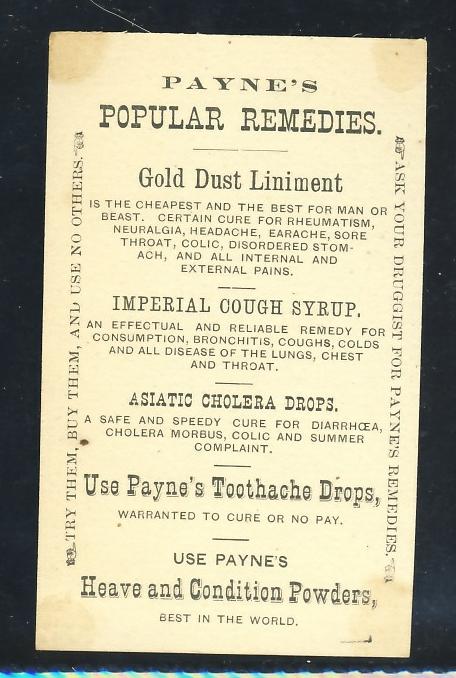 PAYNE'S
POPULAR REMEDIES.
Gold Dust Liniment
IS THE CHEAPEST AND THE BEST FOR MAN OR
BEAST. CERTAIN CURE FOR RHEUMATISM,
NEURALGIA, HEADACHE, EARACHE, SORE
THROAT, COLIC, DISORDERED STOM-
ACH, AND ALL INTERNAL AND
EXTERNAL PAINS.
IMPERIAL COUGH SYRUP.
AN EFFECTUAL AND RELIABLE REMEDY FOR
CONSUMPTION, BRONCHITIS, COUGHS, COLDS
AND ALL DISEASE OF THE LUNGS, CHEST
AND THROAT.
ASIATIC CHOLERA DROPS.
A SAFE AND SPEEDY CURE FOR DIARRHŒA,
CHOLERA MORBUS, COLIC AND SUMMER
COMPLAINT.
Use Payne's Toothache Drops,
WARRANTED TO CURE OR NO PAY.
USE PAYNE'S
Heave and Condition Powders,
BEST IN THE WORLD.
TRY THEM, BUY THEM, AND USE NO OTHERS.
ASK YOUR DRUGGIST FOR PAYNE'S REMEDIES.